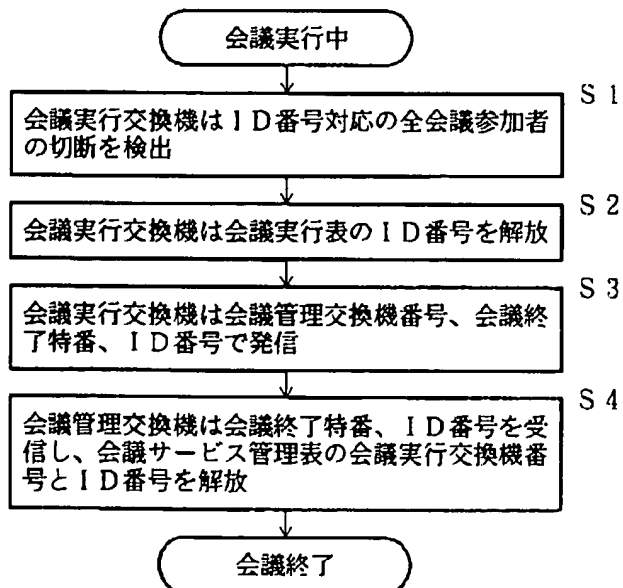 会議実行中
S 1
会議実行交換機はＩＤ番号対応の全会議参加者
の切断を検出
S 2
会議実行交換機は会議実行表のＩＤ番号を解放
S 3
会議実行交換機は会議管理交換機番号、会議終
了特番、ＩＤ番号で発信
S 4
会議管理交換機は会議終了特番、ＩＤ番号を受
信し、会議サービス管理表の会議実行交換機番
号とＩＤ番号を解放
会議終了